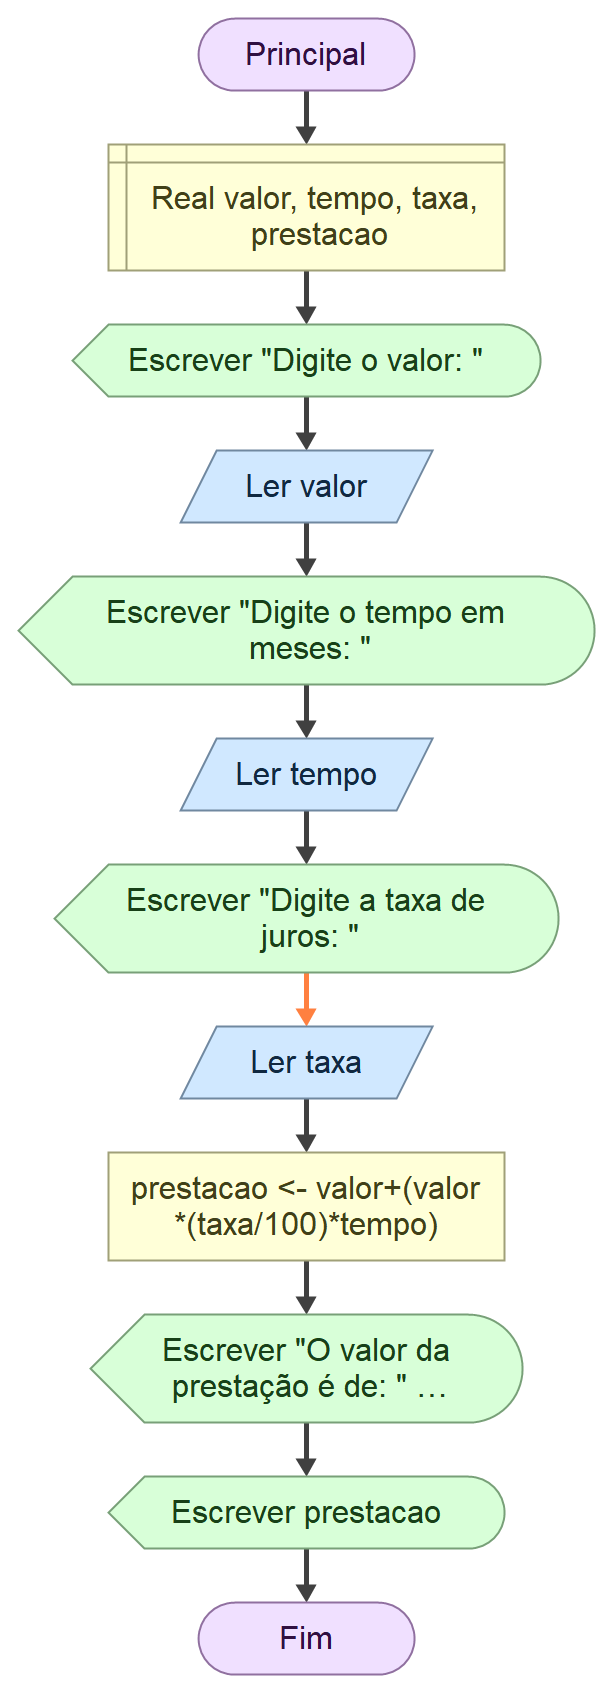 Principal
Real valor, tempo, taxa,
prestacao
Escrever "Digite o valor: "
Ler valor
Escrever "Digite o tempo em
meses: "
Ler tempo
Escrever "Digite a taxa de
juros: "
Ler taxa
prestacao <- valor+(valor
*(taxa/100)*tempo)
Escrever "O valor da
prestação é de: " …
Escrever prestacao
Fim